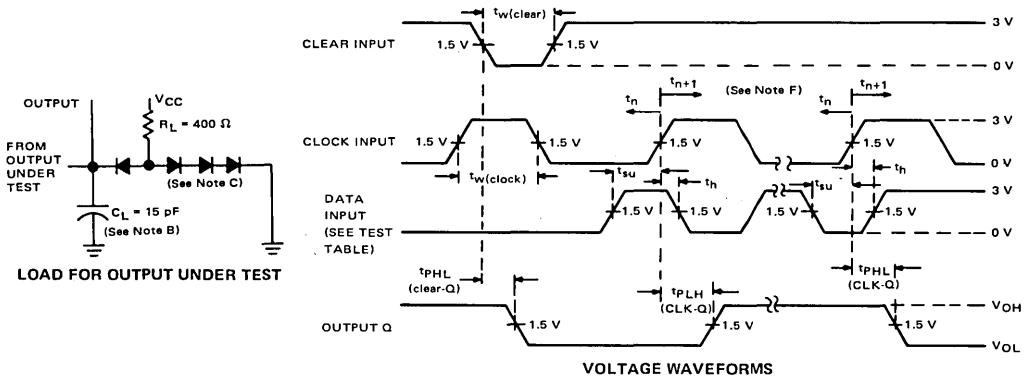 OUTPUT
VCC
RL = 400 Ω
FROM
OUTPUT
UNDER
TEST
(See Note C)
CL = 15 pF
(See Note B)
LOAD FOR OUTPUT UNDER TEST
tw(clear)
3 V
CLEAR INPUT
1.5 V
1.5 V
0 V
tn
tn+1
(See Note F)
tn
tn+1
3 V
CLOCK INPUT
1.5 V
1.5 V
1.5 V
1.5 V
0 V
tw(clock)
tsu
th
tsu
th
3 V
DATA
INPUT
(SEE TEST
TABLE)
1.5 V
1.5 V
1.5 V
1.5 V
0 V
tPHL
(clear-Q)
tPLH
(CLK-Q)
tPHL
(CLK-Q)
VOH
OUTPUT Q
1.5 V
1.5 V
1.5 V
VOL
VOLTAGE WAVEFORMS